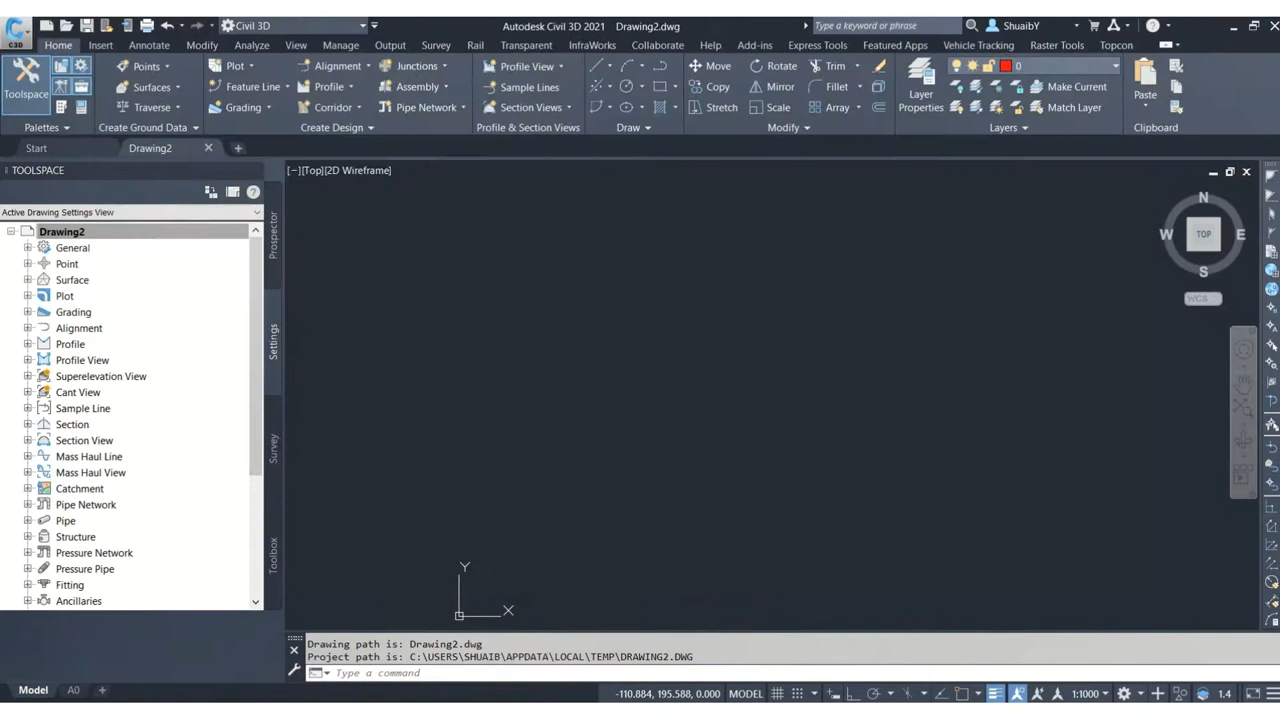 Civil 3D
Autodesk Civil 3D 2021 Drawing2.dwg
Type a keyword or phrase
ShuaibY
C3D
Home Insert Annotate Modify Analyze View Manage Output Survey Rail Transparent InfraWorks Collaborate Help Add-ins Express Tools Featured Apps Vehicle Tracking Raster Tools Topcon
Toolspace
Palettes
Points
Surfaces
Traverse
Create Ground Data
Plot Alignment Junctions
Feature Line Profile Assembly
Grading Corridor Pipe Network
Create Design
Profile View
Sample Lines
Section Views
Profile & Section Views
Draw
Move Rotate Trim
Copy Mirror Fillet
Stretch Scale Array
Modify
Layer
Properties
0
Make Current
Match Layer
Layers
Paste
Clipboard
Start Drawing2
TOOLSPACE
[−][Top][2D Wireframe]
Active Drawing Settings View
Drawing2
General
Point
Surface
Plot
Grading
Alignment
Profile
Profile View
Superelevation View
Cant View
Sample Line
Section
Section View
Mass Haul Line
Mass Haul View
Catchment
Pipe Network
Pipe
Structure
Pressure Network
Pressure Pipe
Fitting
Ancillaries
Prospector
Settings
Survey
Toolbox
N
W TOP E
S
WCS
Y
X
Drawing path is: Drawing2.dwg
Project path is: C:\USERS\SHUAIB\APPDATA\LOCAL\TEMP\DRAWING2.DWG
Type a command
Model A0
-110.884, 195.588, 0.000 MODEL 1:1000 1.4